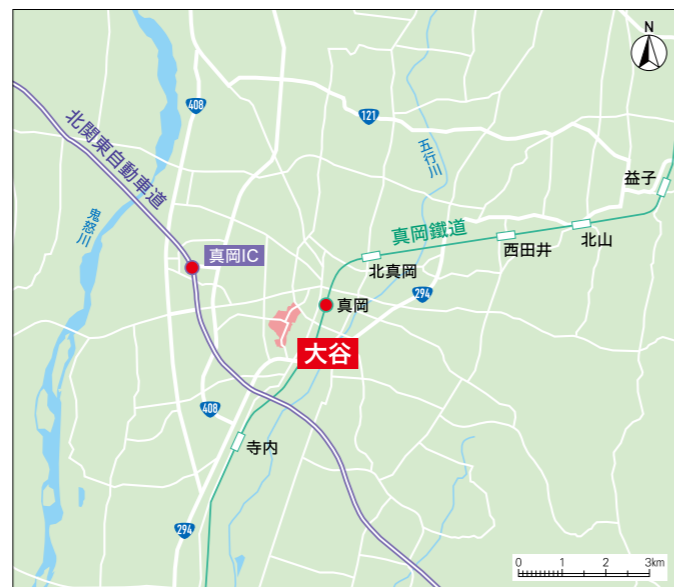 N
408
121
北関東自動車道
五行川
益子
鬼怒川
真岡鐵道
北山
西田井
真岡IC
北真岡
294
真岡
大谷
408
寺内
294
0 1 2 3km